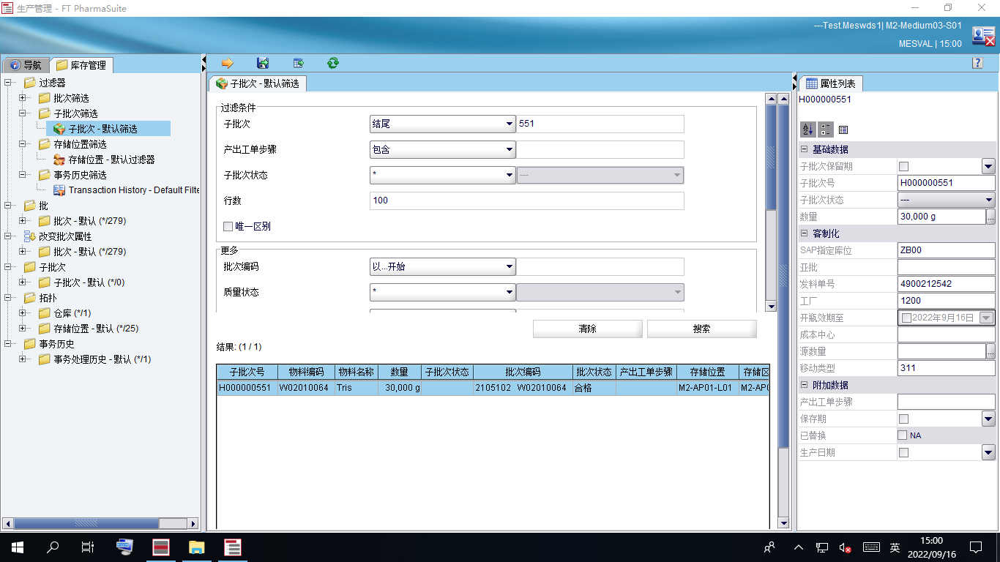 生产管理 - FT PharmaSuite
---Test.Meswds1| M2-Medium03-S01
MESVAL | 15:00
导航
库存管理
过滤器
批次筛选
子批次筛选
子批次 - 默认筛选
存储位置筛选
存储位置 - 默认过滤器
事务历史筛选
Transaction History - Default Filte
批
批次 - 默认 (*/279)
改变批次属性
批次 - 默认 (*/279)
子批次
子批次 - 默认 (*/0)
拓扑
仓库 (*/1)
存储位置 - 默认 (*/25)
事务历史
事务处理历史 - 默认 (*/1)
子批次 - 默认筛选
过滤条件
子批次 结尾 551
产出工单步骤 包含
子批次状态 * ---
行数 100
唯一区别
更多
批次编码 以...开始
质量状态 *
清除 搜索
结果: (1 / 1)
子批次号 物料编码 物料名称 数量 子批次状态 批次编码 批次状态 产出工单步骤 存储位置 存储区
H000000551 W02010064 Tris 30,000 g 2105102 W02010064 合格 M2-AP01-L01 M2-AP0
属性列表
H000000551
基础数据
子批次保留期
子批次号 H000000551
子批次状态 ---
数量 30,000 g ...
客制化
SAP指定库位 ZB00
亚批
发料单号 4900212542
工厂 1200
开瓶效期至 2022年9月16日
成本中心
源数量 ...
移动类型 311
附加数据
产出工单步骤
保存期
已替换 NA
生产日期
英
15:00
2022/09/16